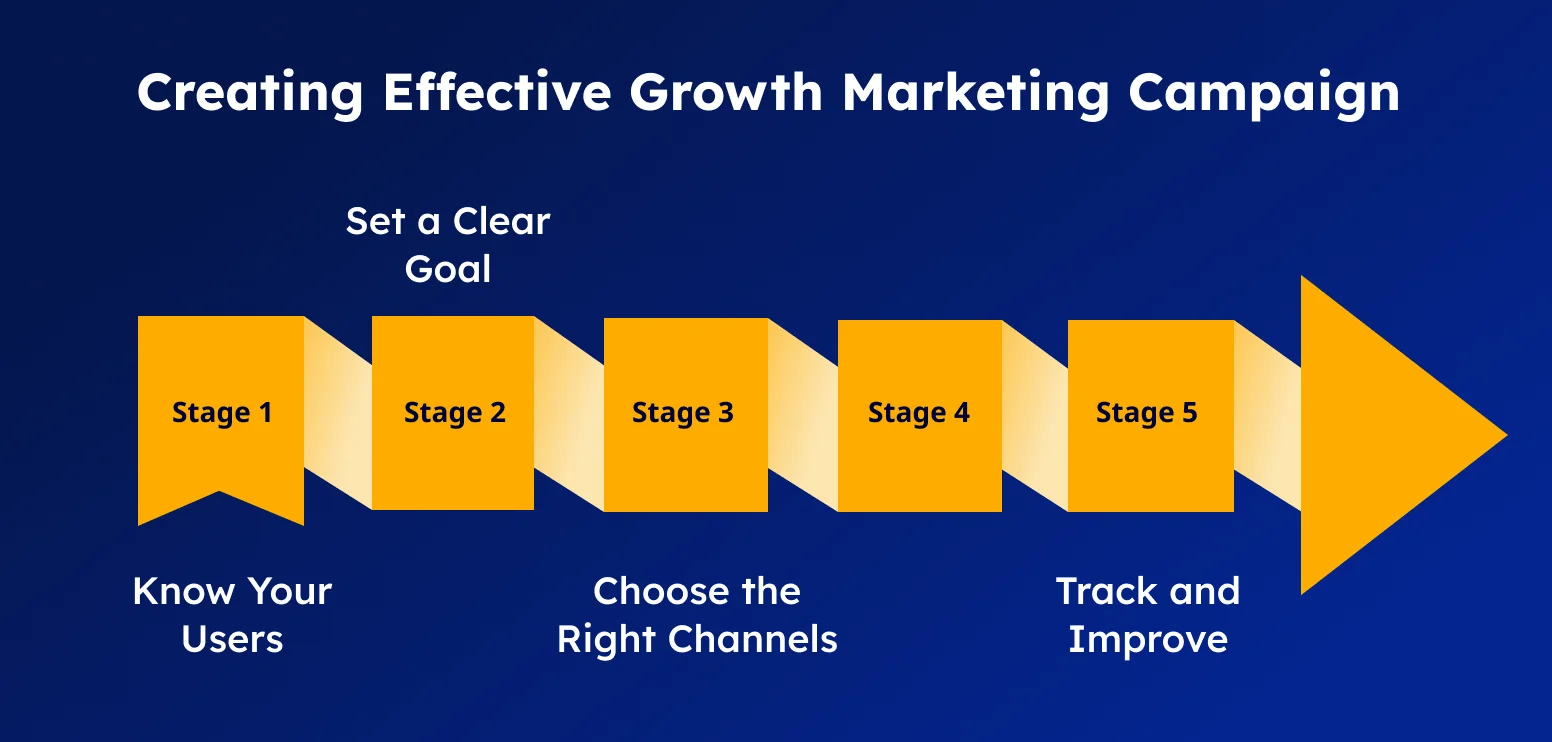 Creating Effective Growth Marketing Campaign
Set a Clear
Goal
Stage 1
Stage 2
Stage 3
Stage 4
Stage 5
Know Your
Users
Choose the
Right Channels
Track and
Improve